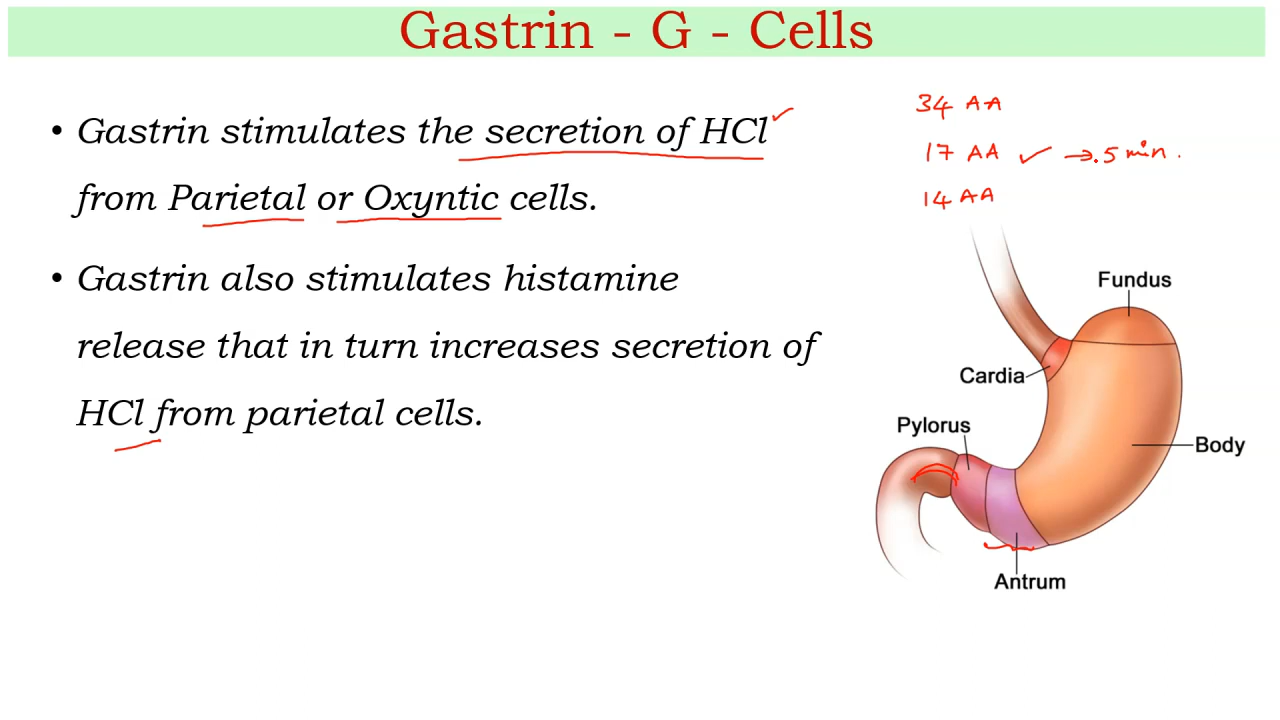 Gastrin - G - Cells
• Gastrin stimulates the secretion of HCl
from Parietal or Oxyntic cells.
• Gastrin also stimulates histamine
release that in turn increases secretion of
HCl from parietal cells.
34 AA
17 AA ✓ → .5 min.
14 AA
Fundus
Cardia
Pylorus
Body
Antrum